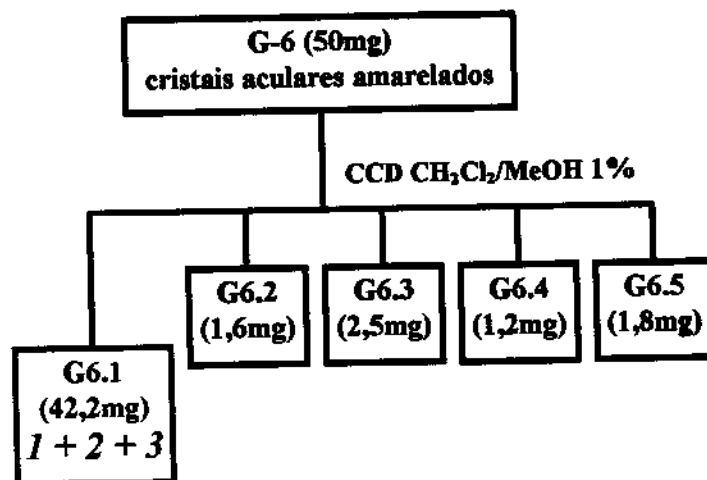 G-6 (50mg)
cristais aculares amarelados
CCD CH₂Cl₂/MeOH 1%
G6.2
(1,6mg)
G6.3
(2,5mg)
G6.4
(1,2mg)
G6.5
(1,8mg)
G6.1
(42,2mg)
1 + 2 + 3